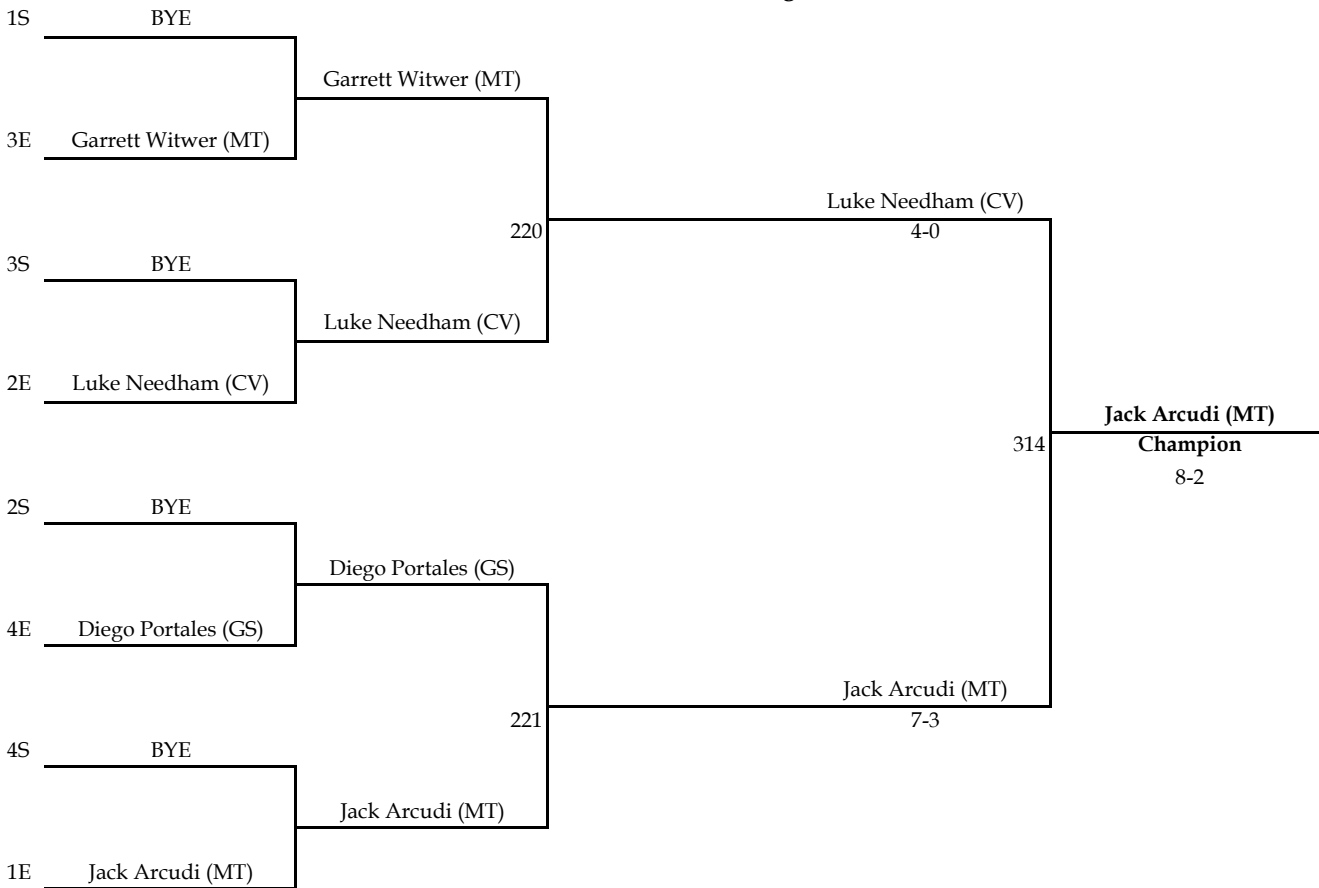 1S BYE
Garrett Witwer (MT)
3E Garrett Witwer (MT)
Luke Needham (CV)
220 4-0
3S BYE
Luke Needham (CV)
2E Luke Needham (CV)
Jack Arcudi (MT)
314 Champion
8-2
2S BYE
Diego Portales (GS)
4E Diego Portales (GS)
Jack Arcudi (MT)
221 7-3
4S BYE
Jack Arcudi (MT)
1E Jack Arcudi (MT)